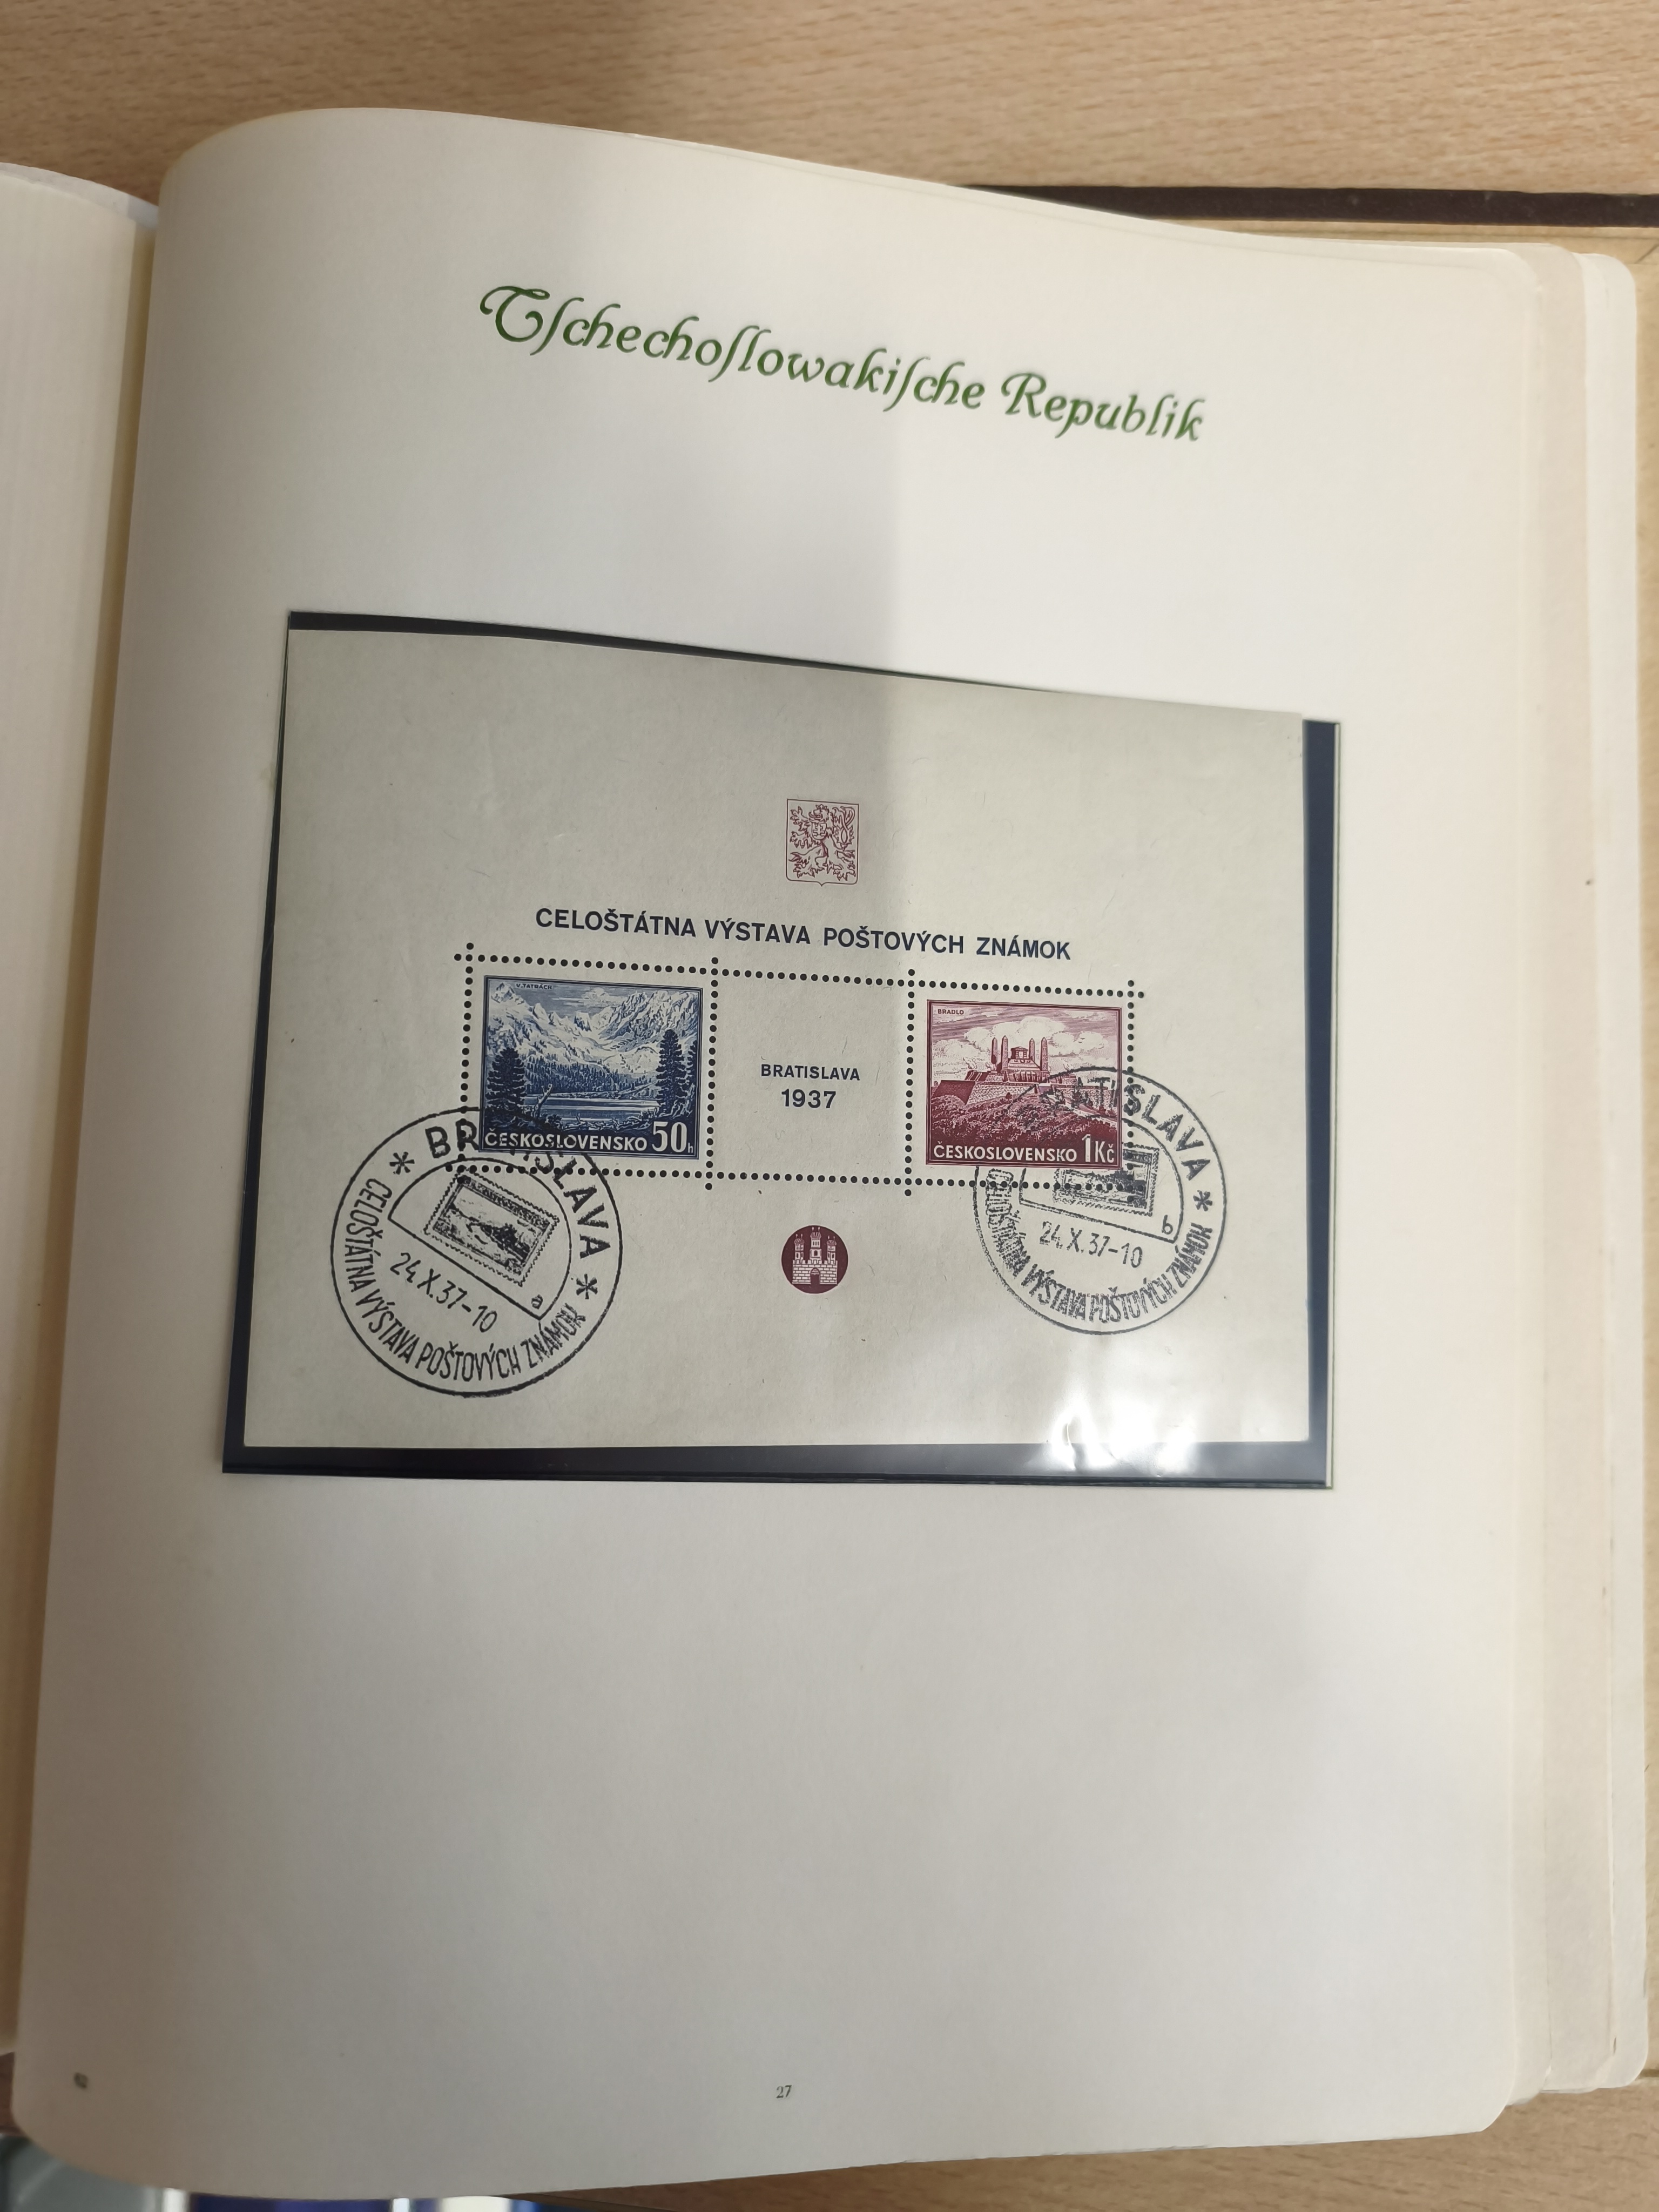 Tſchechoſlowakiſche Republik
CELOŠTÁTNA VÝSTAVA POŠTOVÝCH ZNÁMOK
V. TATRÁCH
ČESKOSLOVENSKO 50h
BRATISLAVA
1937
BRADLO
ČESKOSLOVENSKO 1Kč
* BRATISLAVA *
a
24.X.37-10
CELOŠTÁTNA VÝSTAVA POŠTOVÝCH ZNÁMOK
BRATISLAVA *
b
24.X.37-10
CELOŠTÁTNA VÝSTAVA POŠTOVÝCH ZNÁMOK
27